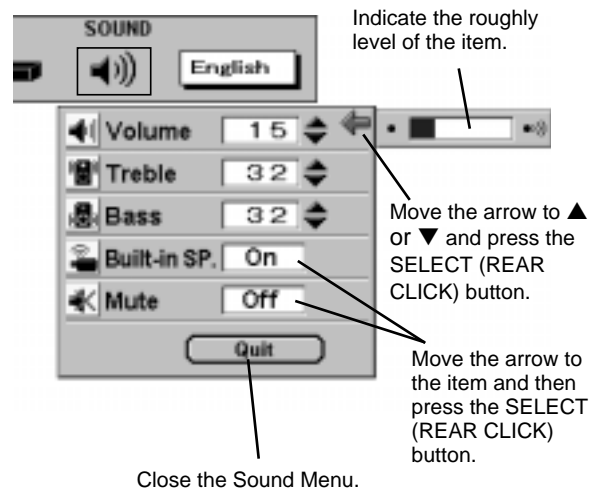 SOUND
English
Indicate the roughly
level of the item.
Volume 15
Treble 32
Bass 32
Built-in SP. On
Mute Off
Quit
Move the arrow to ▲
or ▼ and press the
SELECT (REAR
CLICK) button.
Move the arrow to
the item and then
press the SELECT
(REAR CLICK)
button.
Close the Sound Menu.